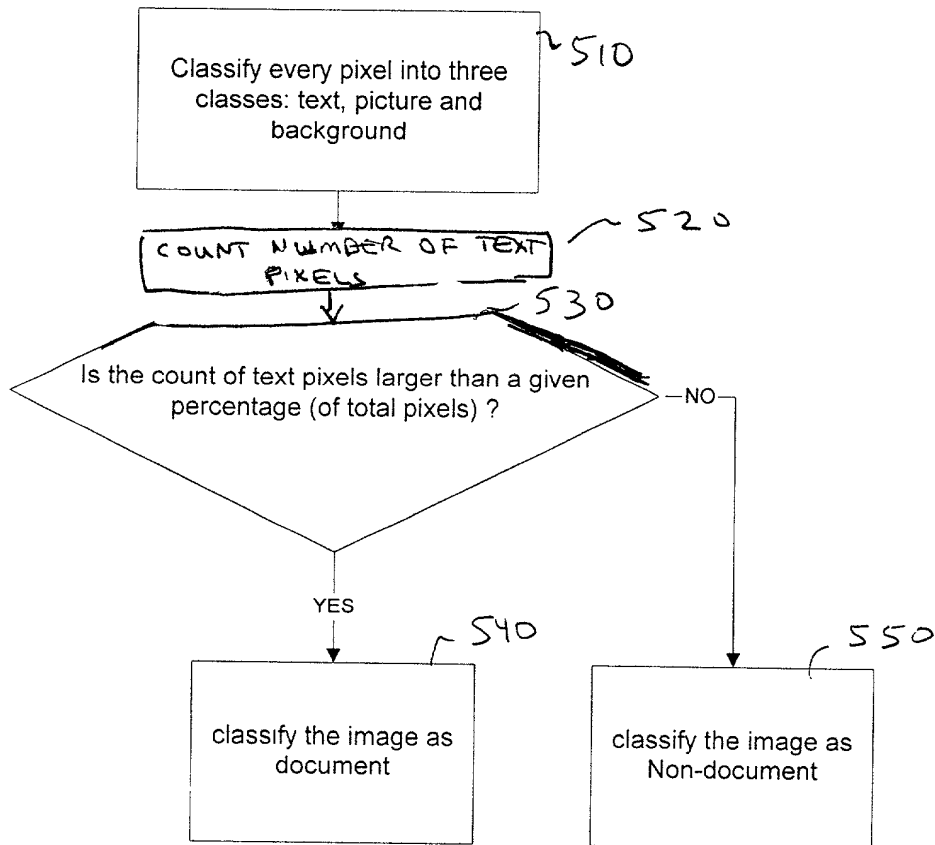 510
Classify every pixel into three
classes: text, picture and
background
520
COUNT NUMBER OF TEXT
PIXELS
530
Is the count of text pixels larger than a given
percentage (of total pixels) ?
NO
YES
540
550
classify the image as
document
classify the image as
Non-document